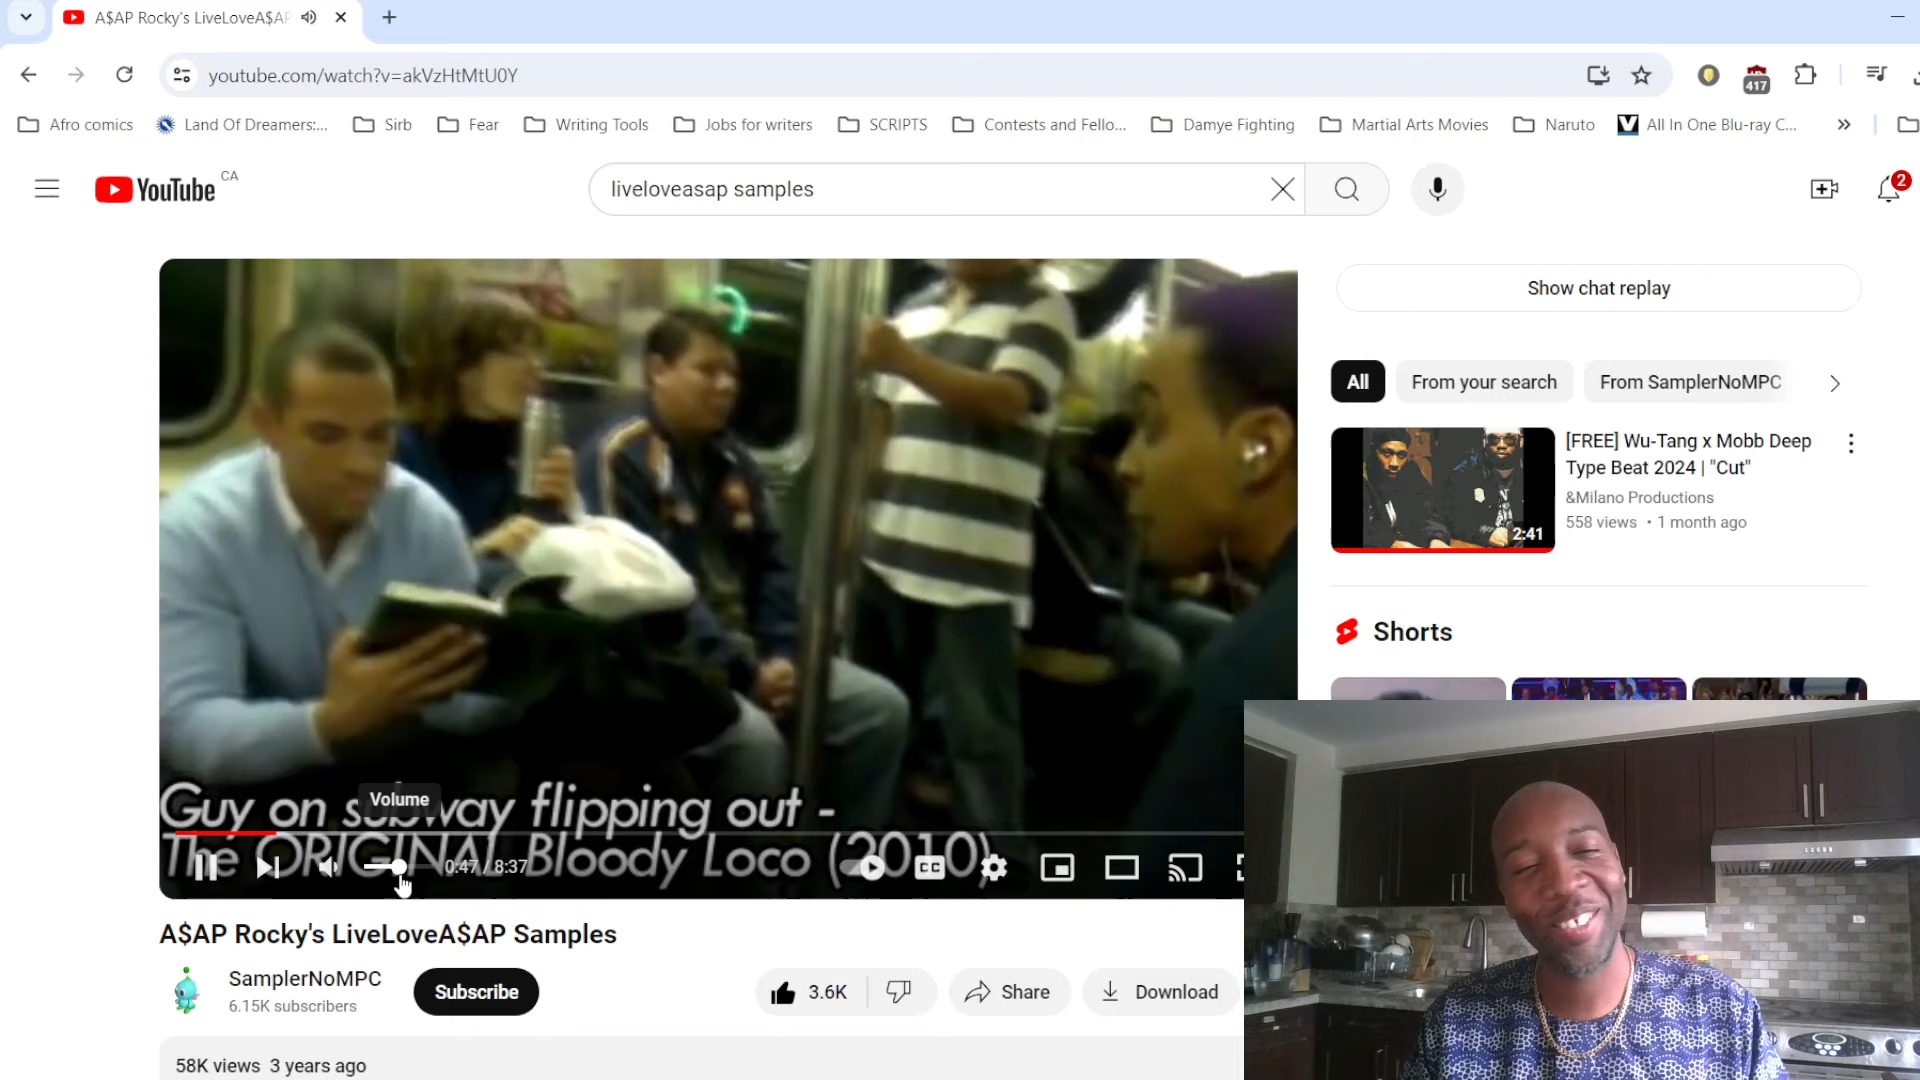 A$AP Rocky's LiveLoveA$AP
youtube.com/watch?v=akVzHtMtU0Y
417
Afro comics
Land Of Dreamers:...
Sirb
Fear
Writing Tools
Jobs for writers
SCRIPTS
Contests and Fello...
Damye Fighting
Martial Arts Movies
Naruto
All In One Blu-ray C...
YouTube CA
liveloveasap samples
2
Show chat replay
All
From your search
From SamplerNoMPC
[FREE] Wu-Tang x Mobb Deep
Type Beat 2024 | "Cut"
&Milano Productions
558 views • 1 month ago
2:41
Shorts
Volume
Guy on subway flipping out -
The ORIGINAL Bloody Loco (2010)
0:47 / 8:37
CC
A$AP Rocky's LiveLoveA$AP Samples
SamplerNoMPC
6.15K subscribers
Subscribe
3.6K
Share
Download
58K views 3 years ago